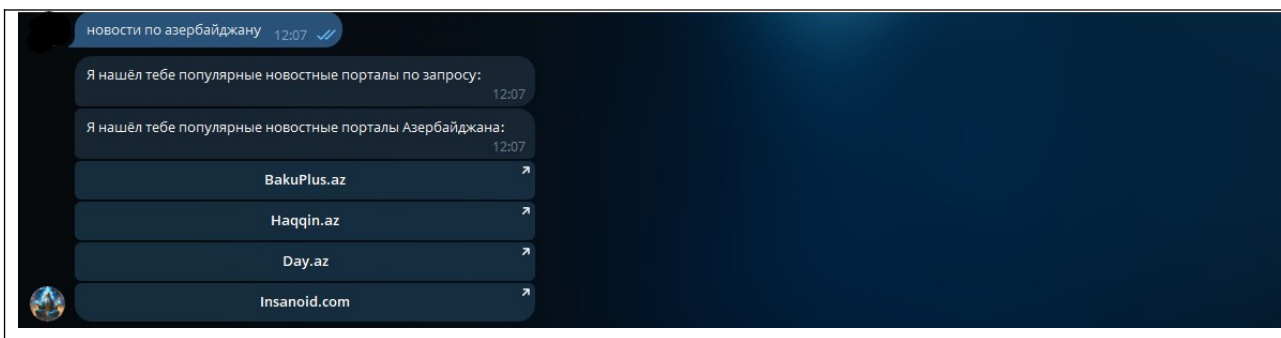 новости по азербайджану 12:07
Я нашёл тебе популярные новостные порталы по запросу:
12:07
Я нашёл тебе популярные новостные порталы Азербайджана:
12:07
BakuPlus.az
Haqqin.az
Day.az
Insanoid.com